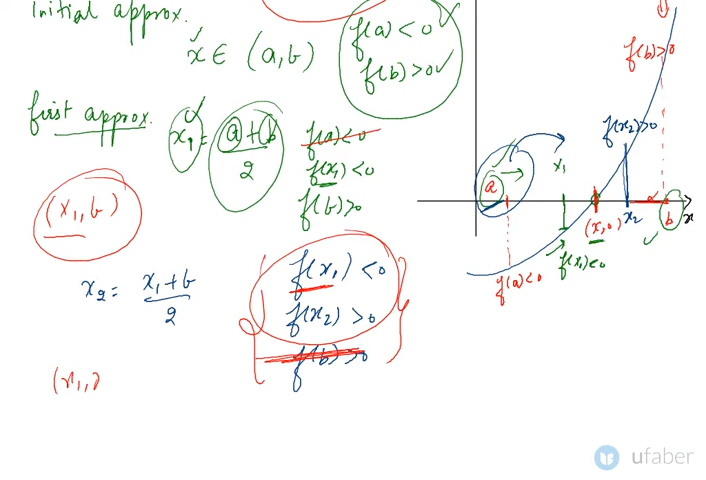 Initial approx.
x ∈ (a, b)
f(a) < 0
f(b) > 0
first approx. x₁ = a + b / 2
f(a) < 0
f(x₁) < 0
f(b) > 0
(x₁, b)
x₂ = x₁ + b / 2
f(x₁) < 0
f(x₂) > 0
f(b) > 0
(x₁, )
f(b) > 0
f(x₂) > 0
x₁
a
(x, 0)
x₂
b
x
f(x₁) < 0
f(a) < 0
ufaber